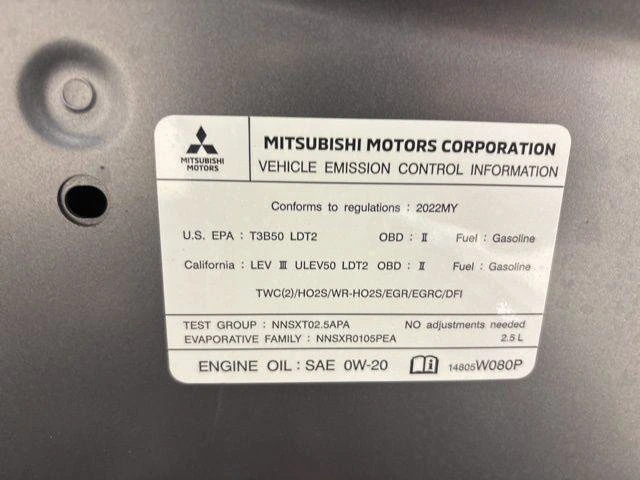 MITSUBISHI MOTORS
MITSUBISHI MOTORS CORPORATION
VEHICLE EMISSION CONTROL INFORMATION
Conforms to regulations : 2022MY
U.S. EPA : T3B50 LDT2 OBD : II Fuel : Gasoline
California : LEV III ULEV50 LDT2 OBD : II Fuel : Gasoline
TWC(2)/HO2S/WR-HO2S/EGR/EGRC/DFI
TEST GROUP : NNSXT02.5APA NO adjustments needed
EVAPORATIVE FAMILY : NNSXR0105PEA 2.5 L
ENGINE OIL : SAE 0W-20 14805W080P